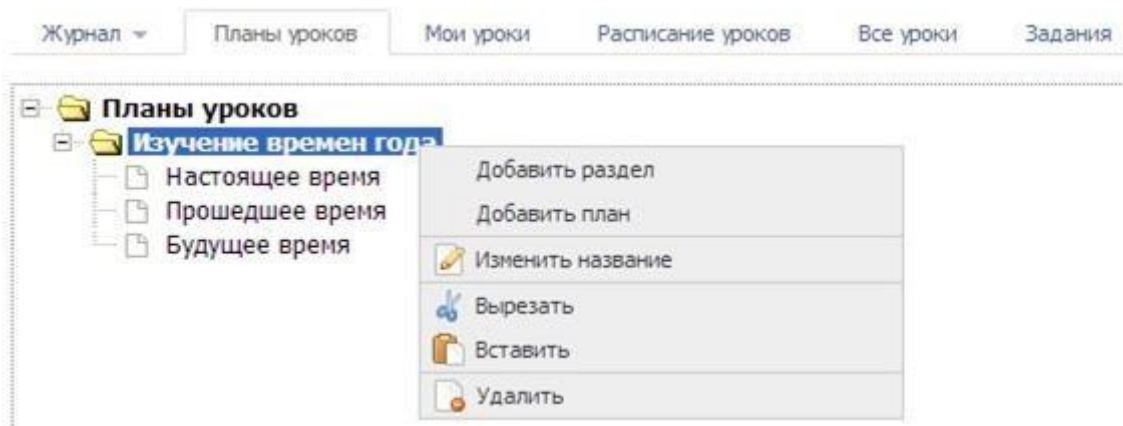 Журнал Планы уроков Мои уроки Расписание уроков Все уроки Задания
Планы уроков
Изучение времен года
Настоящее время
Прошедшее время
Будущее время
Добавить раздел
Добавить план
Изменить название
Вырезать
Вставить
Удалить